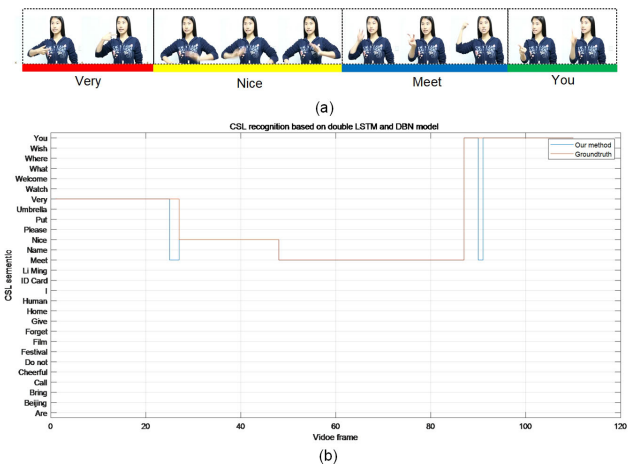 Very Nice Meet You
(a)
CSL recognition based on double LSTM and DBN model
You
Wish
Where
What
Welcome
Watch
Very
Umbrella
Put
Please
Nice
Name
Meet
Li Ming
ID Card
I
Human
Home
Give
Forget
Film
Festival
Do not
Cheerful
Call
Bring
Beijing
Are
CSL sementic
Our method
Groundtruth
0 20 40 60 80 100 120
Vidoe frame
(b)